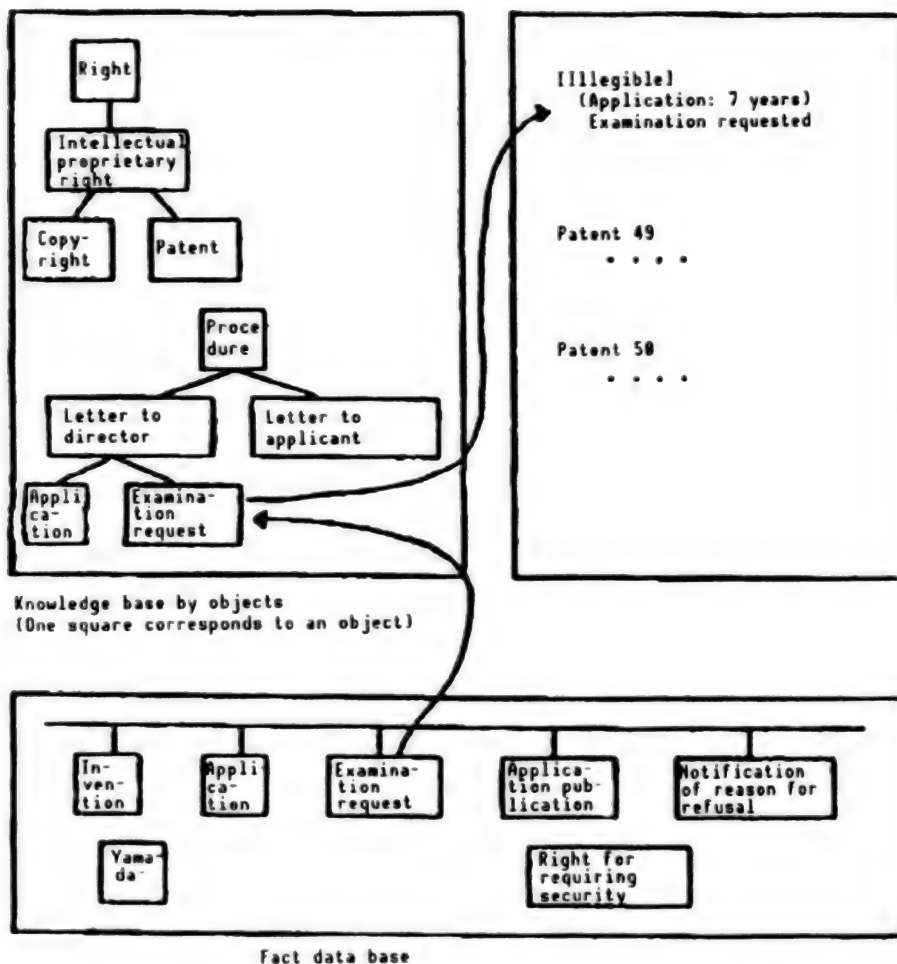 Right
Intellectual
proprietary
right
Copy-
right
Patent
Proce-
dure
Letter to
director
Letter to
applicant
Appli-
ca-
tion
Examina-
tion
request
[Illegible]
(Application: 7 years)
Examination requested
Patent 49
• • • •
Patent 50
• • • •
Knowledge base by objects
(One square corresponds to an object)
In-
ven-
tion
Appli-
ca-
tion
Examina-
tion
request
Applica-
tion pub-
lication
Notification
of reason for
refusal
Yama-
da-
Right for
requiring
security
Fact data base